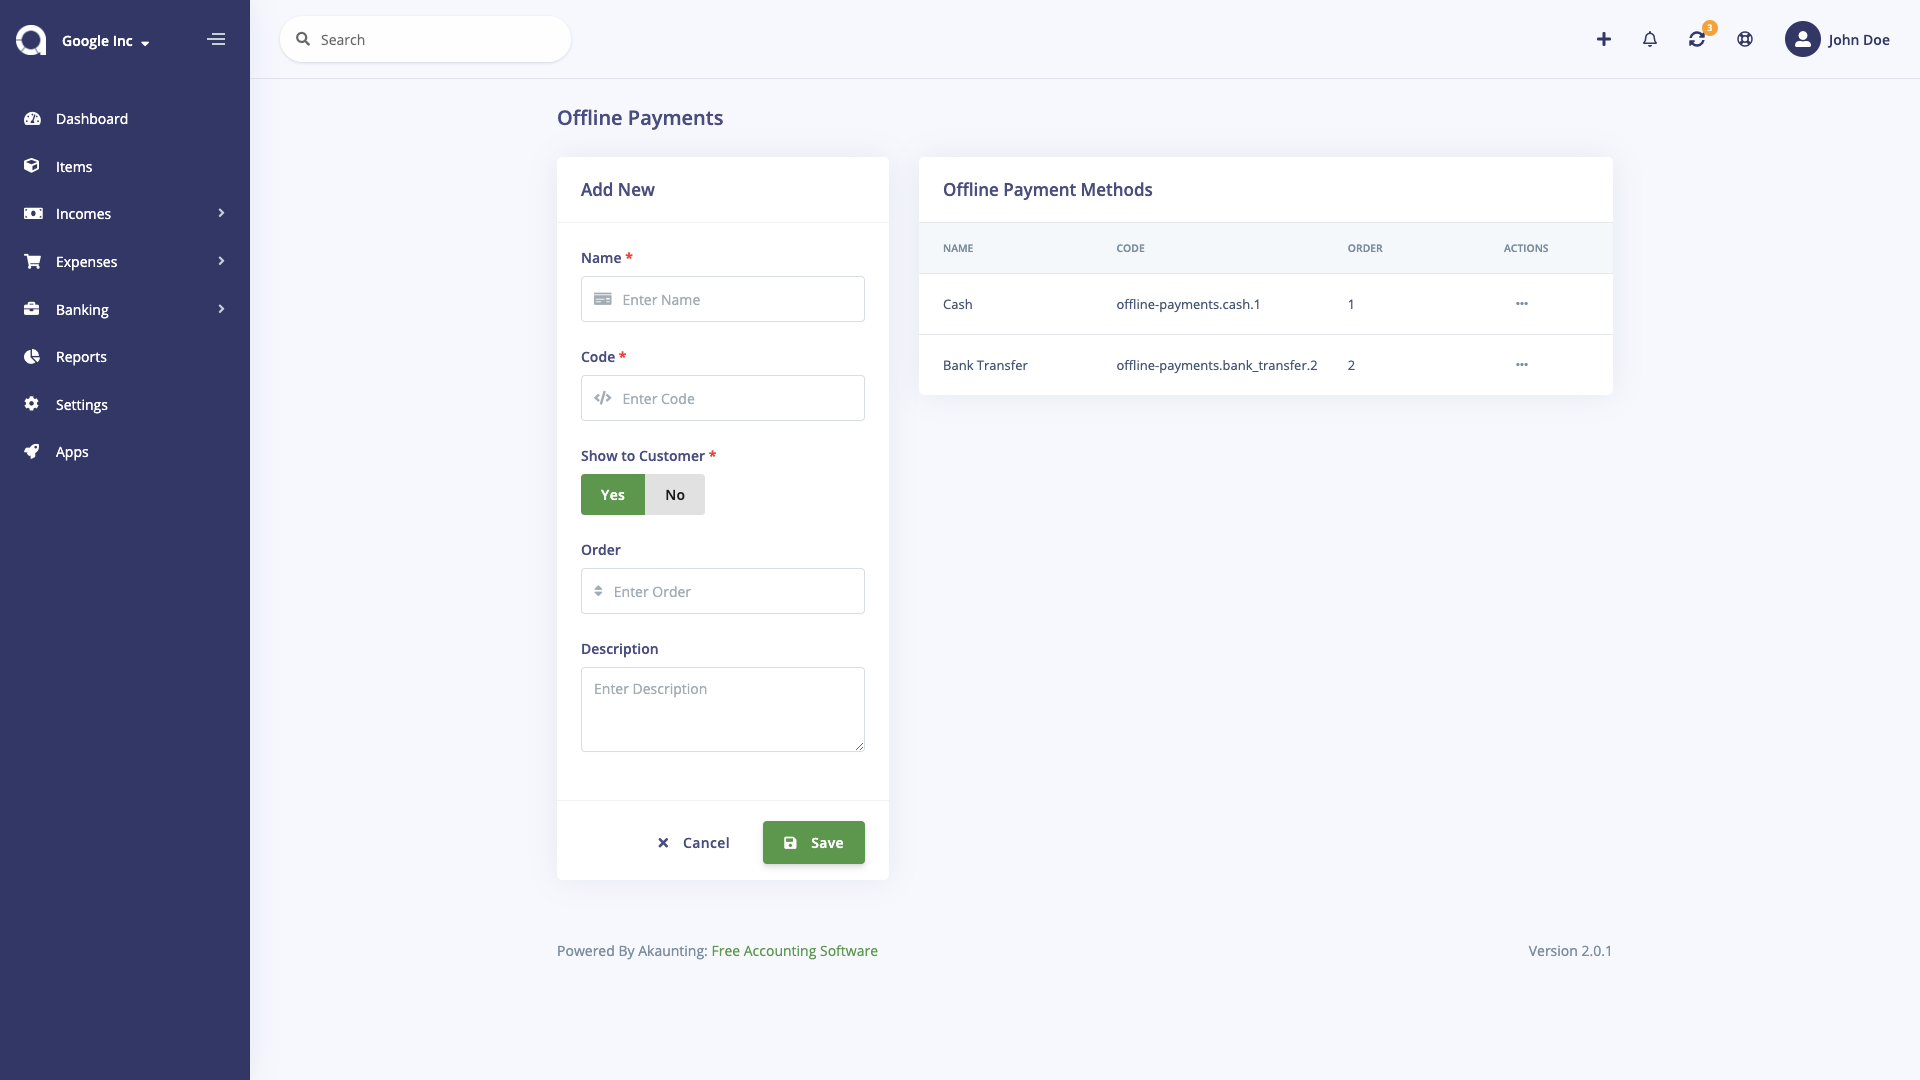 Google Inc
Search
3
John Doe
Dashboard
Items
Incomes
Expenses
Banking
Reports
Settings
Apps
Offline Payments
Add New
Name *
Enter Name
Code *
Enter Code
Show to Customer *
Yes No
Order
Enter Order
Description
Enter Description
Cancel Save
Offline Payment Methods
NAME CODE ORDER ACTIONS
Cash offline-payments.cash.1 1
Bank Transfer offline-payments.bank_transfer.2 2
Powered By Akaunting: Free Accounting Software
Version 2.0.1